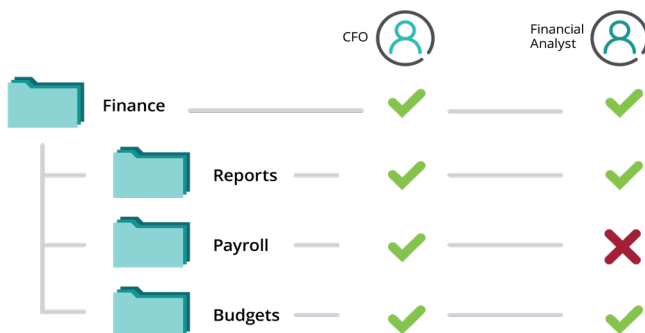 CFO
Financial
Analyst
Finance
Reports
Payroll
Budgets